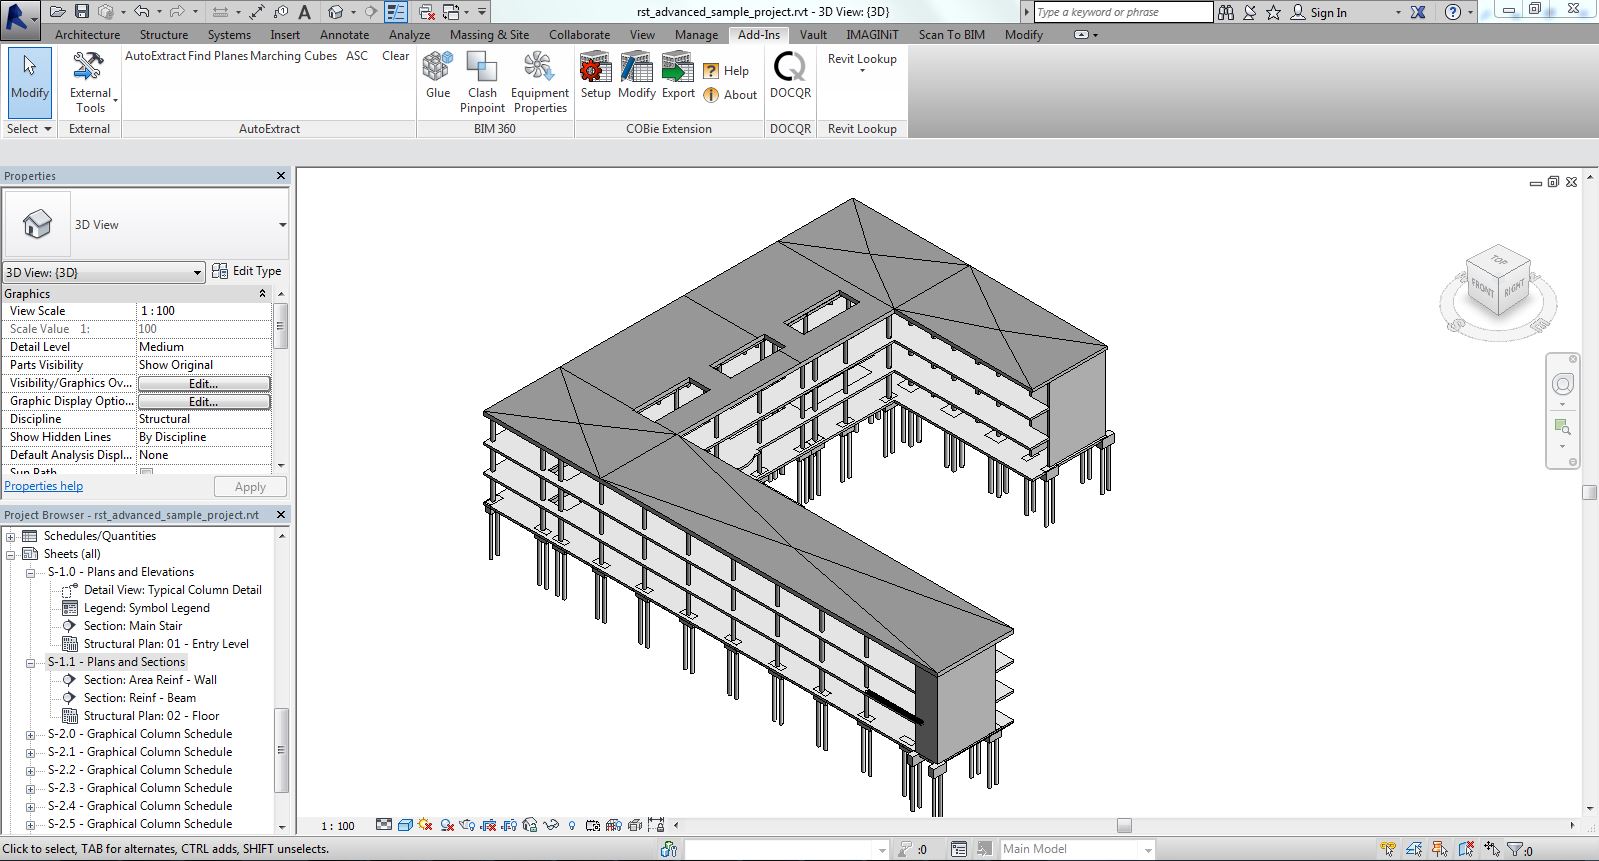 rst_advanced_sample_project.rvt - 3D View: {3D}
Type a keyword or phrase
Sign In
Architecture Structure Systems Insert Annotate Analyze Massing & Site Collaborate View Manage Add-Ins Vault IMAGINiT Scan To BIM Modify
AutoExtract Find Planes Marching Cubes ASC Clear
Modify
External Tools
Glue
Clash Pinpoint
Equipment Properties
Setup Modify Export
Help
About
DOCQR
Revit Lookup
Select External AutoExtract BIM 360 COBie Extension DOCQR Revit Lookup
Properties
3D View
3D View: {3D} Edit Type
Graphics
View Scale 1 : 100
Scale Value 1: 100
Detail Level Medium
Parts Visibility Show Original
Visibility/Graphics Ov... Edit...
Graphic Display Optio... Edit...
Discipline Structural
Show Hidden Lines By Discipline
Default Analysis Displ... None
Sun Path
Properties help Apply
Project Browser - rst_advanced_sample_project.rvt
Schedules/Quantities
Sheets (all)
S-1.0 - Plans and Elevations
Detail View: Typical Column Detail
Legend: Symbol Legend
Section: Main Stair
Structural Plan: 01 - Entry Level
S-1.1 - Plans and Sections
Section: Area Reinf - Wall
Section: Reinf - Beam
Structural Plan: 02 - Floor
S-2.0 - Graphical Column Schedule
S-2.1 - Graphical Column Schedule
S-2.2 - Graphical Column Schedule
S-2.3 - Graphical Column Schedule
S-2.4 - Graphical Column Schedule
S-2.5 - Graphical Column Schedule
TOP
FRONT
RIGHT
1 : 100
Click to select, TAB for alternates, CTRL adds, SHIFT unselects.
:0
Main Model
:0